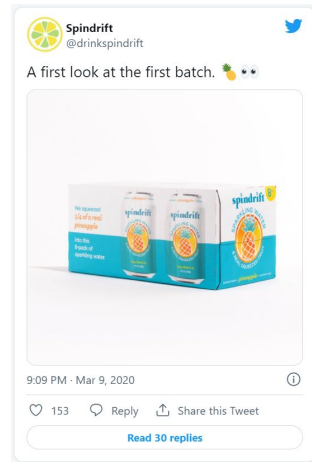 Spindrift
@drinkspindrift
A first look at the first batch. 🍍 👀
We squeezed
1/4 of a real
pineapple
into this
8-pack of
sparkling water
spindrift
spindrift
spindrift
SPARKLING WATER
9:09 PM · Mar 9, 2020
153 Reply Share this Tweet
Read 30 replies